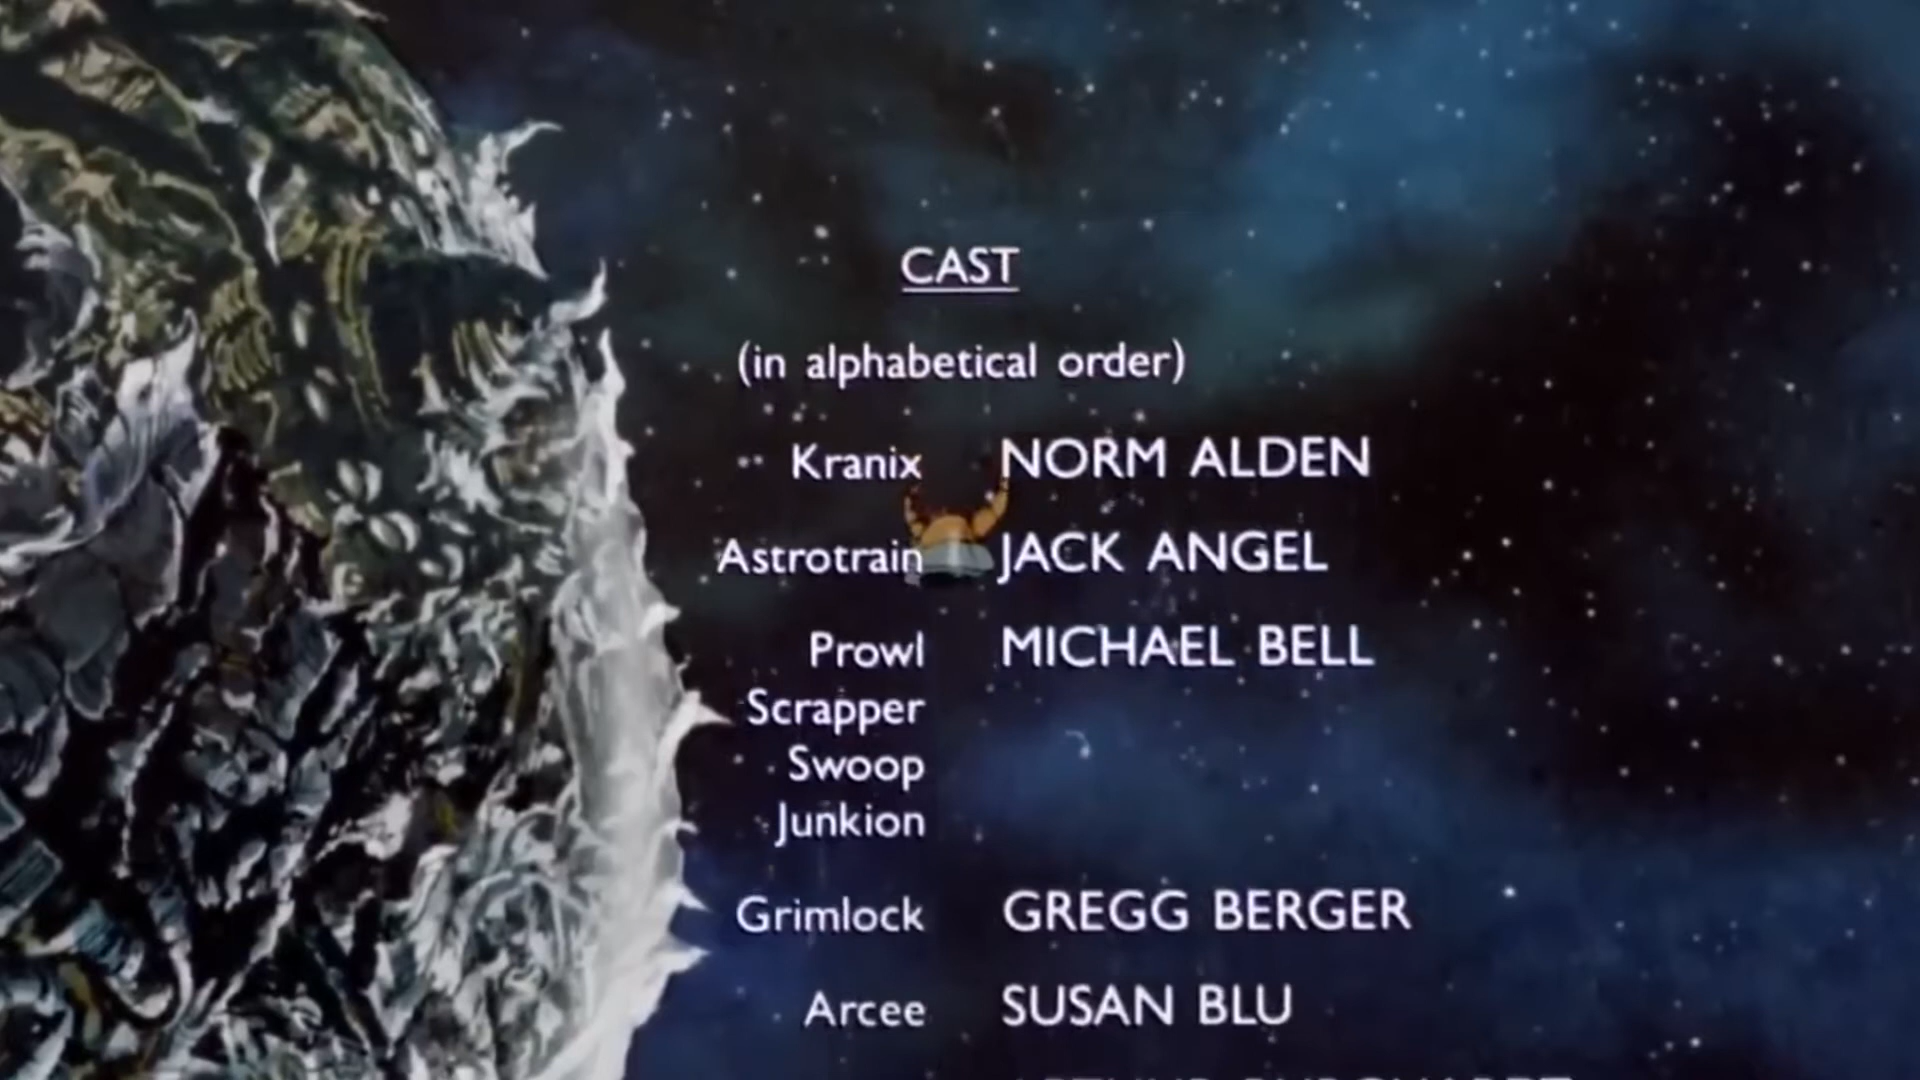 CAST
(in alphabetical order)
Kranix NORM ALDEN
Astrotrain JACK ANGEL
Prowl MICHAEL BELL
Scrapper
Swoop
Junkion
Grimlock GREGG BERGER
Arcee SUSAN BLU